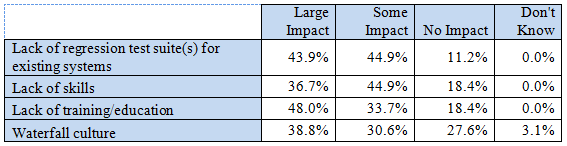 Large Impact Some Impact No Impact Don't Know
Lack of regression test suite(s) for existing systems 43.9% 44.9% 11.2% 0.0%
Lack of skills 36.7% 44.9% 18.4% 0.0%
Lack of training/education 48.0% 33.7% 18.4% 0.0%
Waterfall culture 38.8% 30.6% 27.6% 3.1%